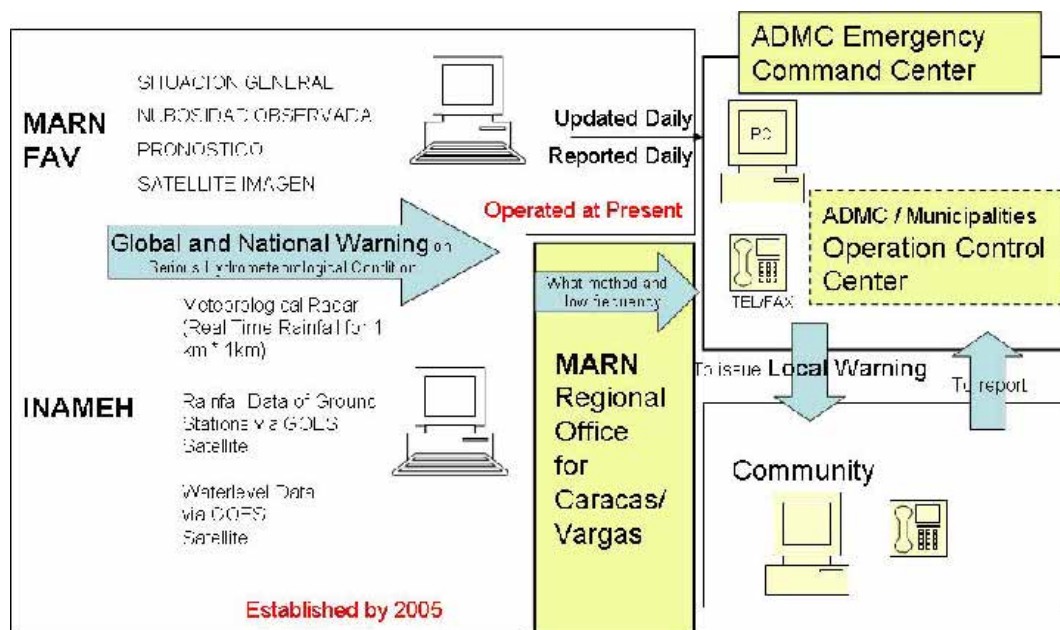 ADMC Emergency
Command Center
MARN
FAV
SITUACION GENERAL
NUBOSIDAD OBSERVADA
PRONOSTICO
SATELLITE IMAGEN
Updated Daily
Reported Daily
Operated at Present
PC
TEL/FAX
ADMC / Municipalities
Operation Control
Center
Global and National Warning on
Serious Hydrometeorological Condition
What method and
How frequency
Meteorological Radar
(Real Time Rainfall for 1
km * 1km)
INAMEH
Rainfall Data of Ground
Stations via GOES
Satellite
Waterlevel Data
via GOES
Satellite
Established by 2005
MARN
Regional
Office
for
Caracas/
Vargas
To issue Local Warning
To report
Community